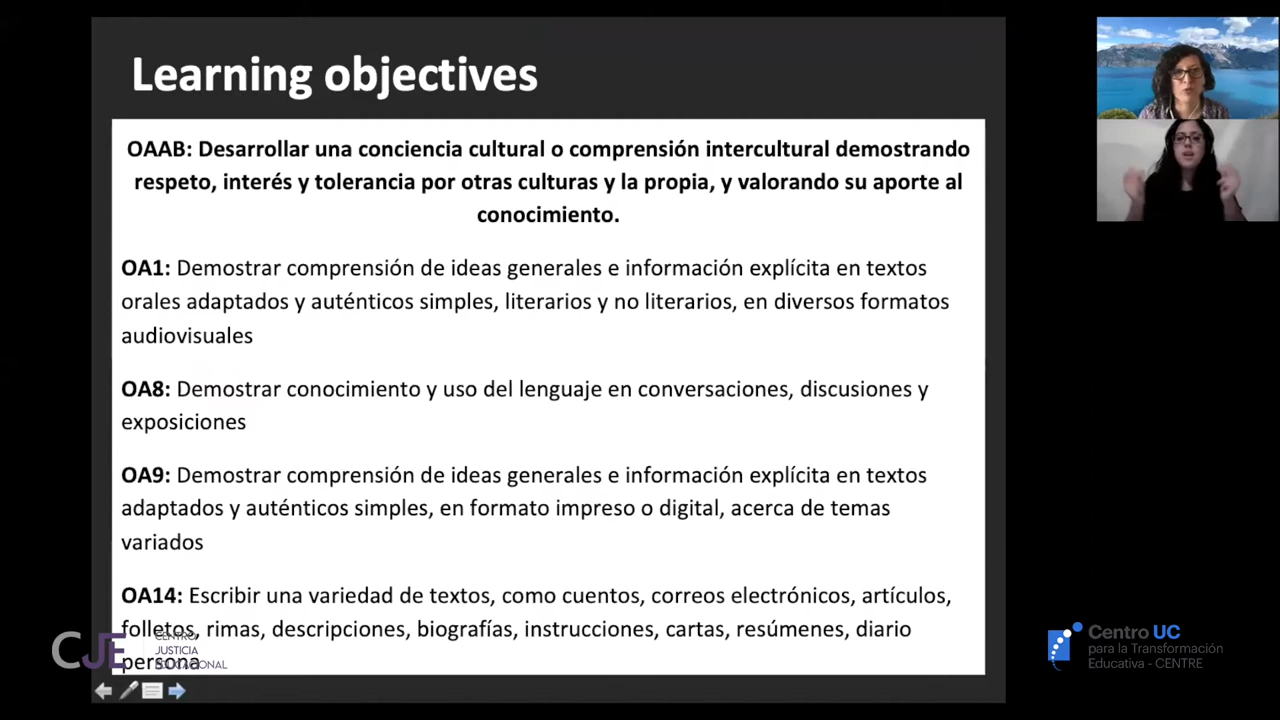 Learning objectives
OAAB: Desarrollar una conciencia cultural o comprensión intercultural demostrando
respeto, interés y tolerancia por otras culturas y la propia, y valorando su aporte al
conocimiento.
OA1: Demostrar comprensión de ideas generales e información explícita en textos
orales adaptados y auténticos simples, literarios y no literarios, en diversos formatos
audiovisuales
OA8: Demostrar conocimiento y uso del lenguaje en conversaciones, discusiones y
exposiciones
OA9: Demostrar comprensión de ideas generales e información explícita en textos
adaptados y auténticos simples, en formato impreso o digital, acerca de temas
variados
OA14: Escribir una variedad de textos, como cuentos, correos electrónicos, artículos,
folletos, rimas, descripciones, biografías, instrucciones, cartas, resúmenes, diario
persona
CJE
CENTRO
JUSTICIA
EDUCACIONAL
Centro UC
para la Transformación
Educativa - CENTRE